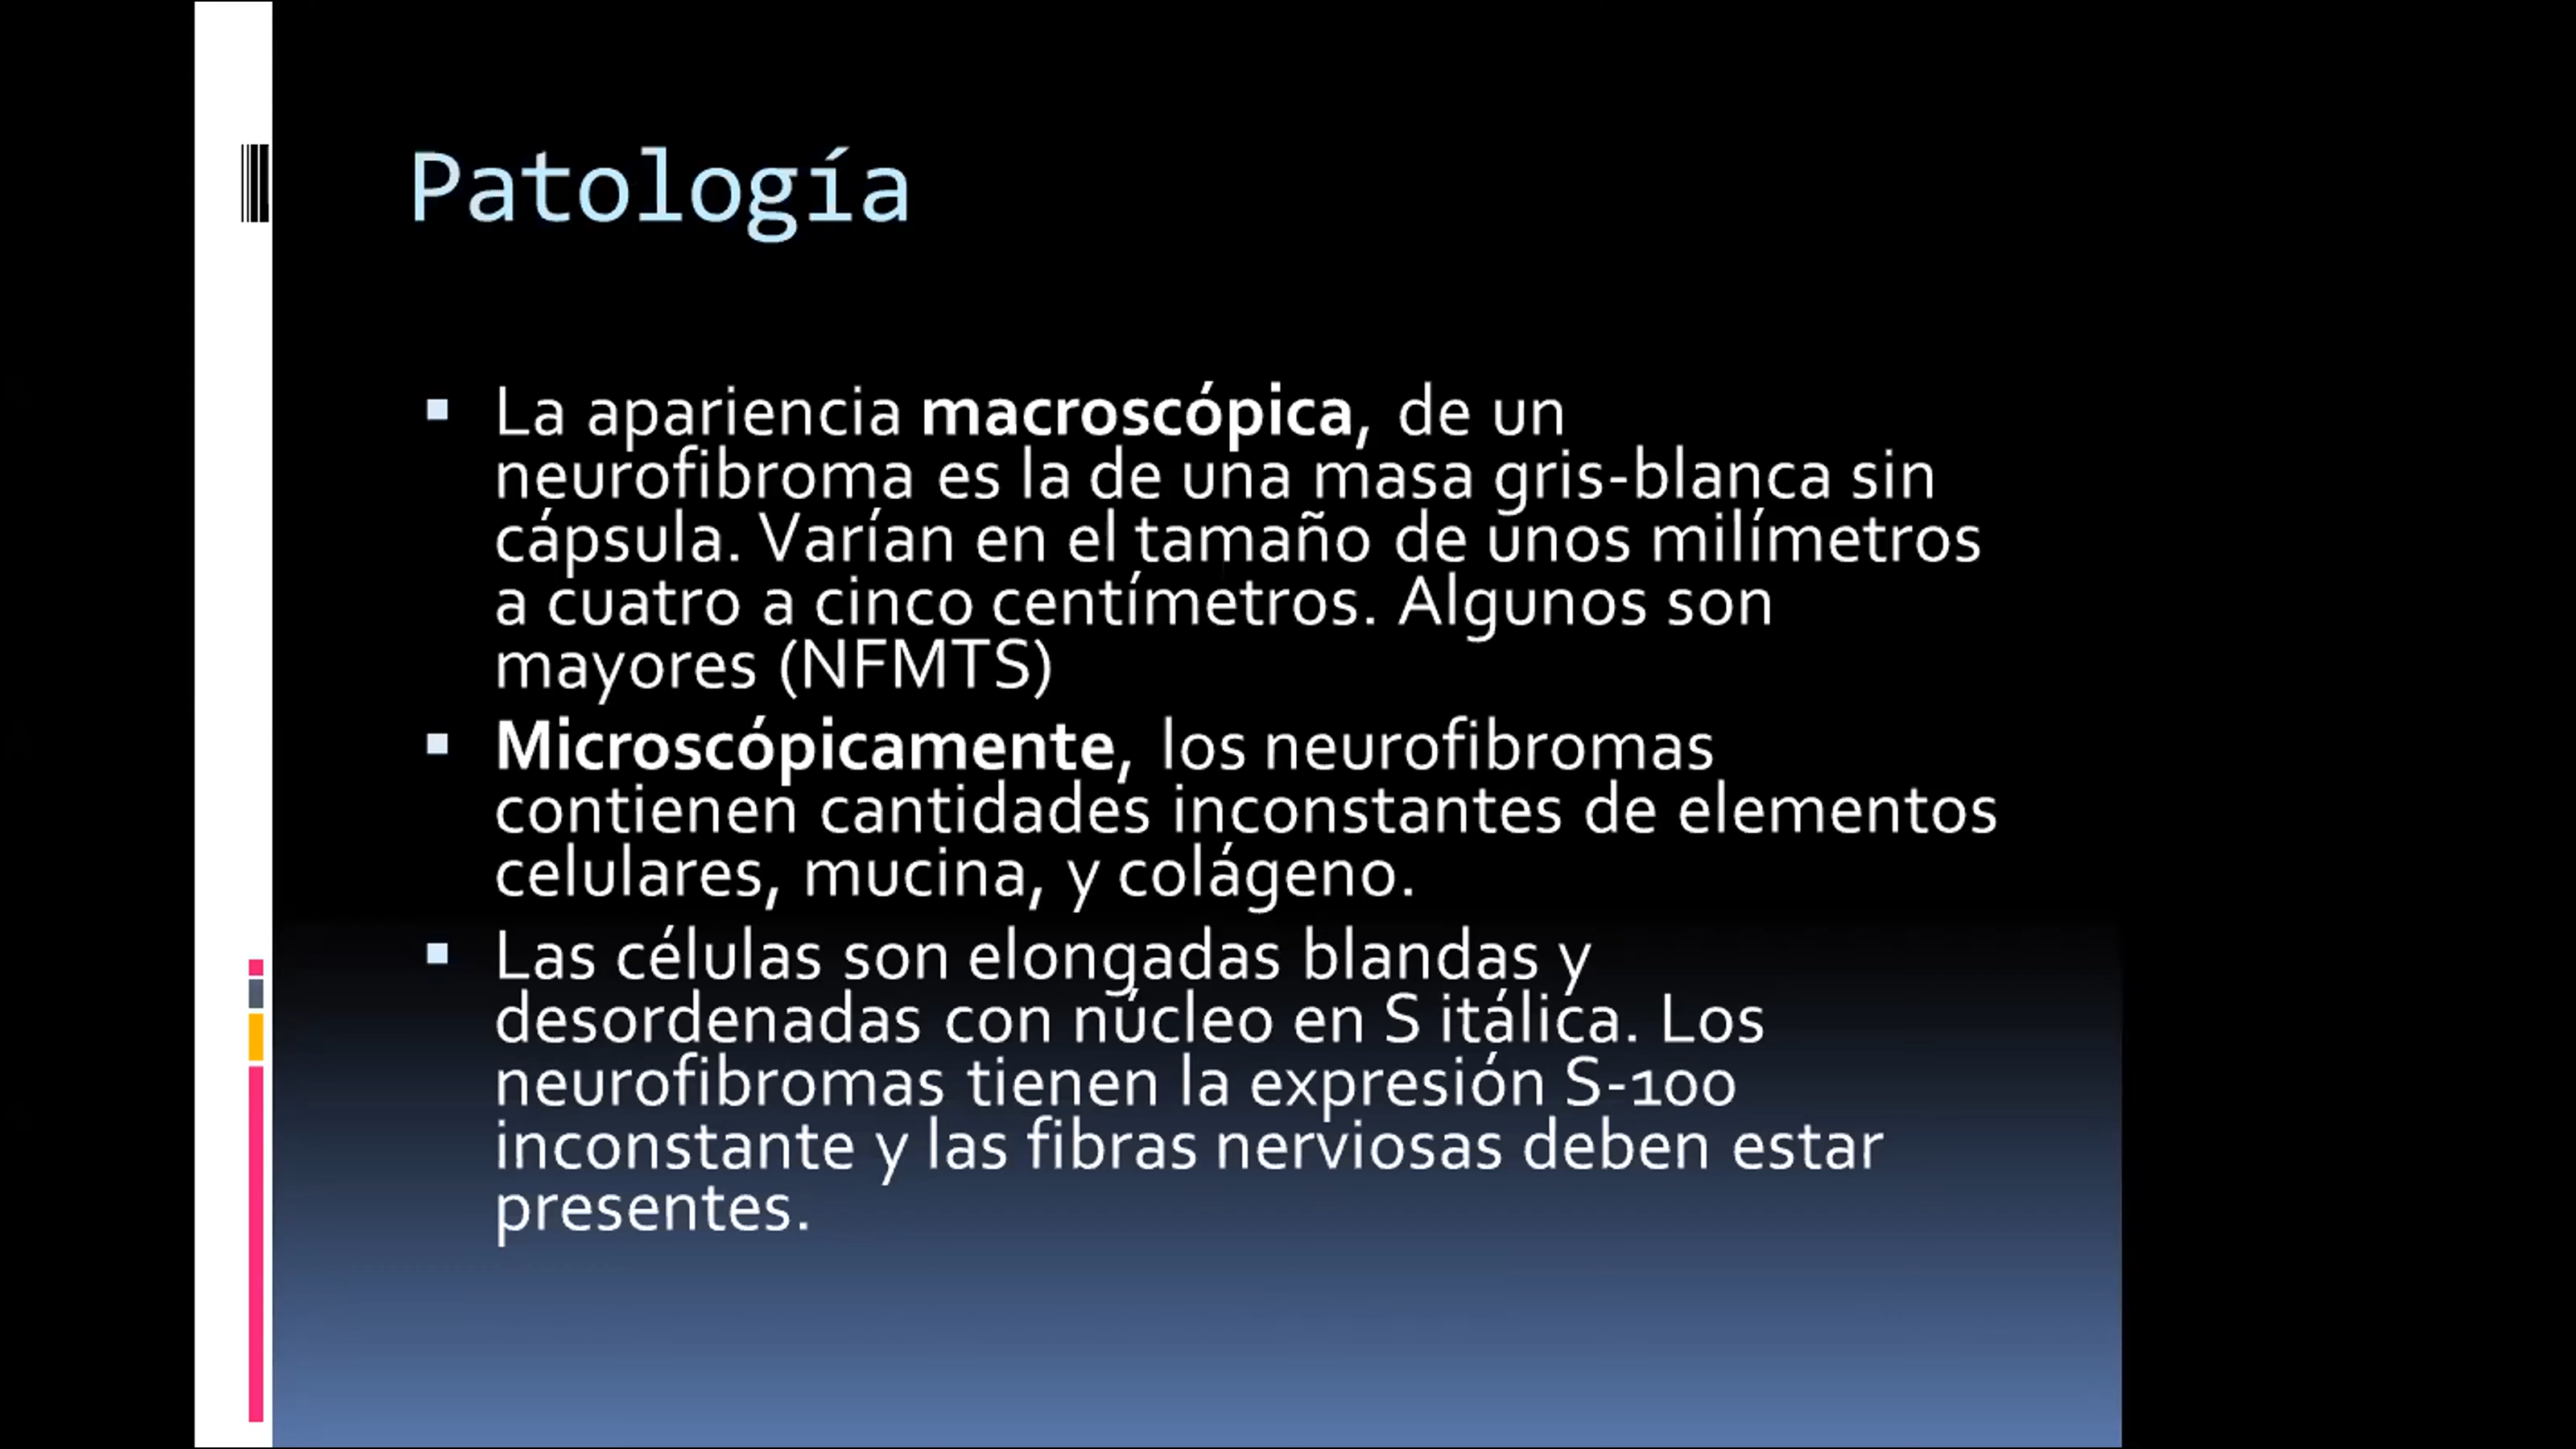 Patología
La apariencia macroscópica, de un
neurofibroma es la de una masa gris-blanca sin
cápsula. Varían en el tamaño de unos milímetros
a cuatro a cinco centímetros. Algunos son
mayores (NFMTS)
Microscópicamente, los neurofibromas
contienen cantidades inconstantes de elementos
celulares, mucina, y colágeno.
Las células son elongadas blandas y
desordenadas con núcleo en S itálica. Los
neurofibromas tienen la expresión S-100
inconstante y las fibras nerviosas deben estar
presentes.